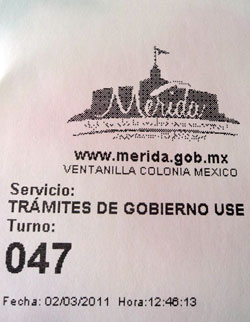 Mérida
www.merida.gob.mx
VENTANILLA COLONIA MEXICO
Servicio:
TRÁMITES DE GOBIERNO USE
Turno:
047
Fecha: 02/03/2011 Hora:12:46:13